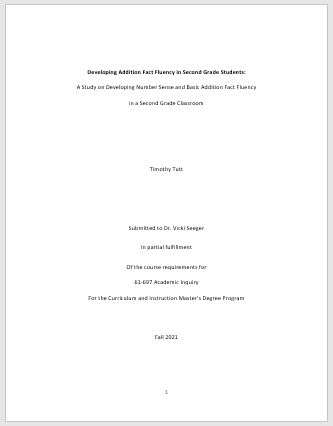 Developing Addition Fact Fluency in Second Grade Students:
A Study on Developing Number Sense and Basic Addition Fact Fluency
in a Second Grade Classroom
Timothy Tutt
Submitted to Dr. Vicki Seeger
In partial fulfillment
Of the course requirements for
61-697 Academic Inquiry
For the Curriculum and Instruction Master's Degree Program
Fall 2021
1